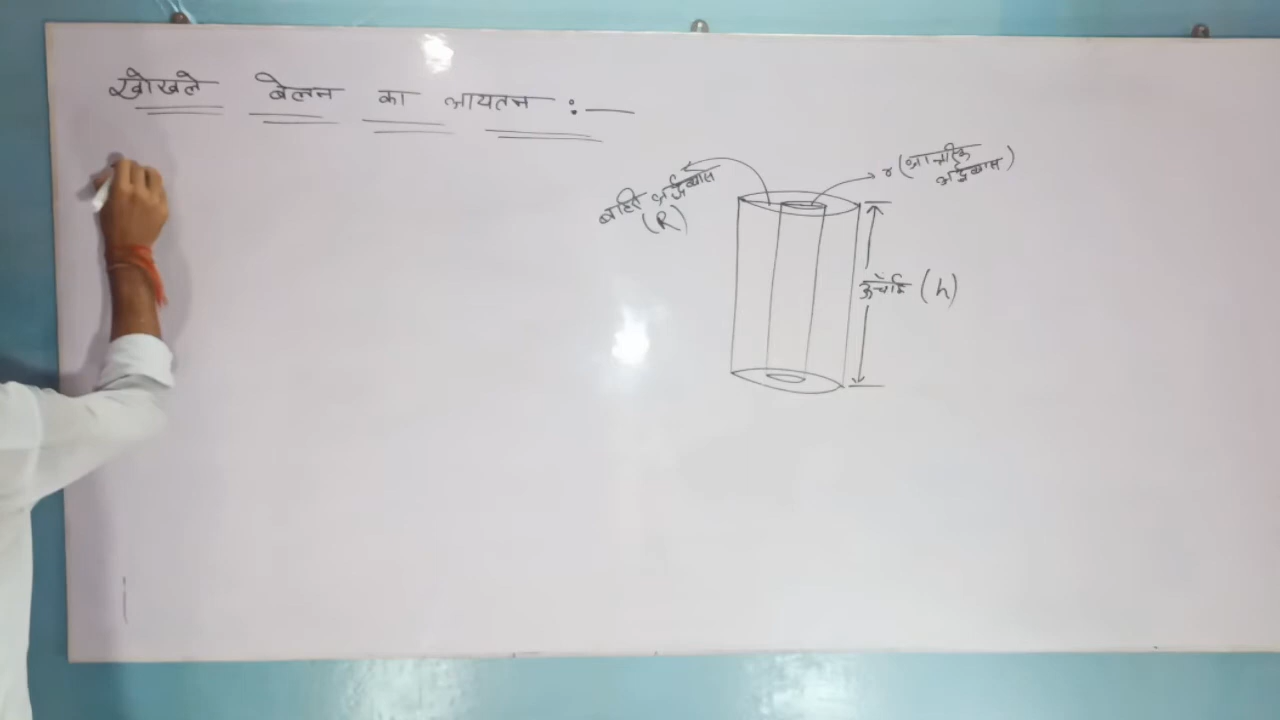 खोखले बेलन का आयतन :—
बाहरी अर्द्धव्यास
(R)
r (आन्तरिक
अर्द्धव्यास)
ऊँचाई (h)